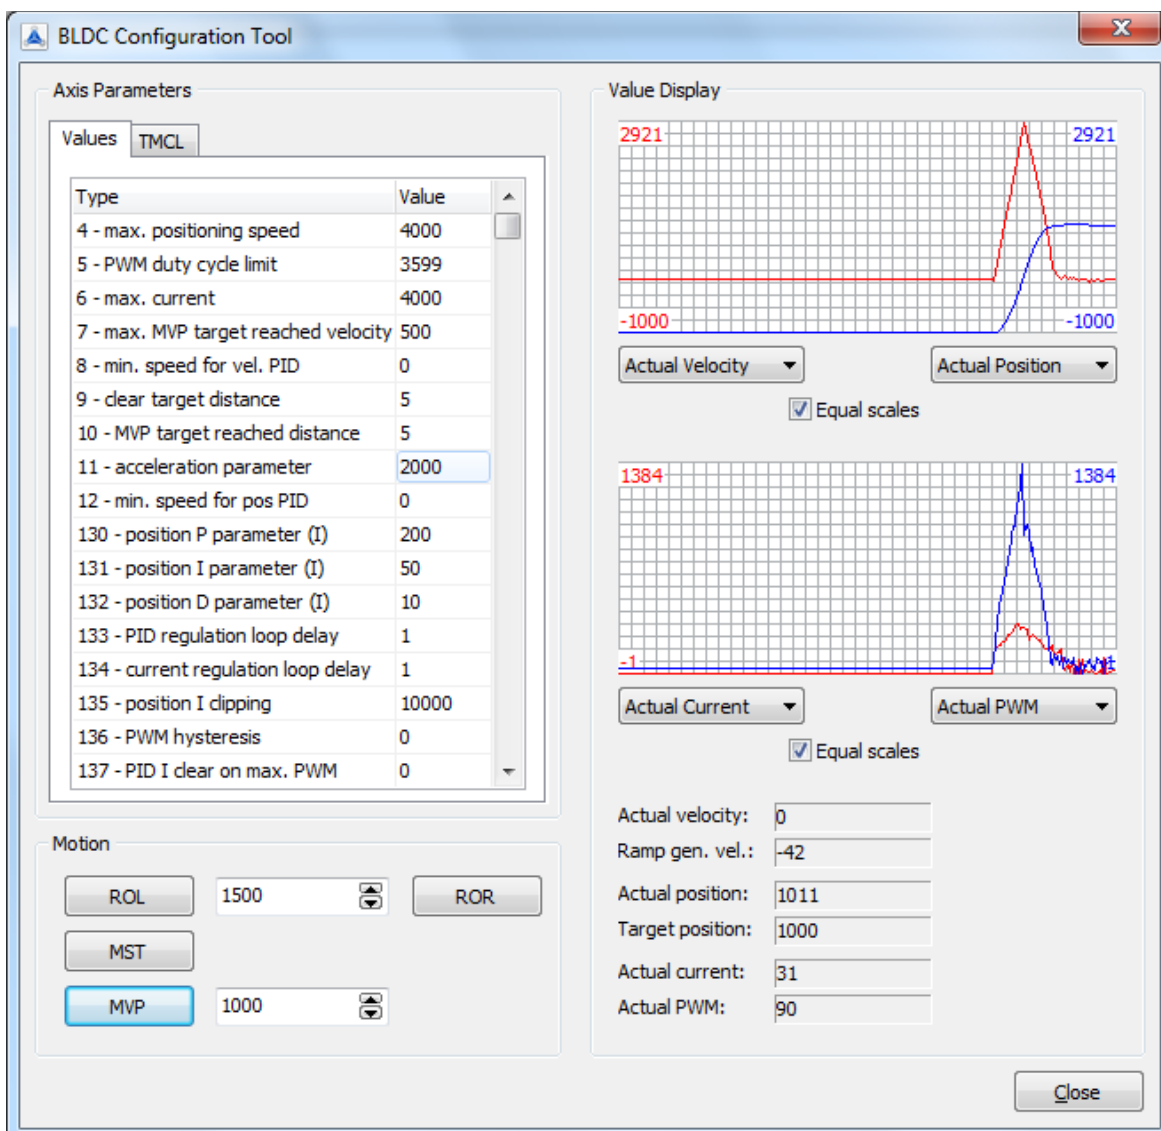 BLDC Configuration Tool
Axis Parameters
Values TMCL
Type Value
4 - max. positioning speed 4000
5 - PWM duty cycle limit 3599
6 - max. current 4000
7 - max. MVP target reached velocity 500
8 - min. speed for vel. PID 0
9 - clear target distance 5
10 - MVP target reached distance 5
11 - acceleration parameter 2000
12 - min. speed for pos PID 0
130 - position P parameter (I) 200
131 - position I parameter (I) 50
132 - position D parameter (I) 10
133 - PID regulation loop delay 1
134 - current regulation loop delay 1
135 - position I clipping 10000
136 - PWM hysteresis 0
137 - PID I clear on max. PWM 0
Motion
ROL 1500 ROR
MST
MVP 1000
Value Display
2921 2921
-1000 -1000
Actual Velocity Actual Position
Equal scales
1384 1384
-1
Actual Current Actual PWM
Equal scales
Actual velocity: 0
Ramp gen. vel.: -42
Actual position: 1011
Target position: 1000
Actual current: 31
Actual PWM: 90
Close